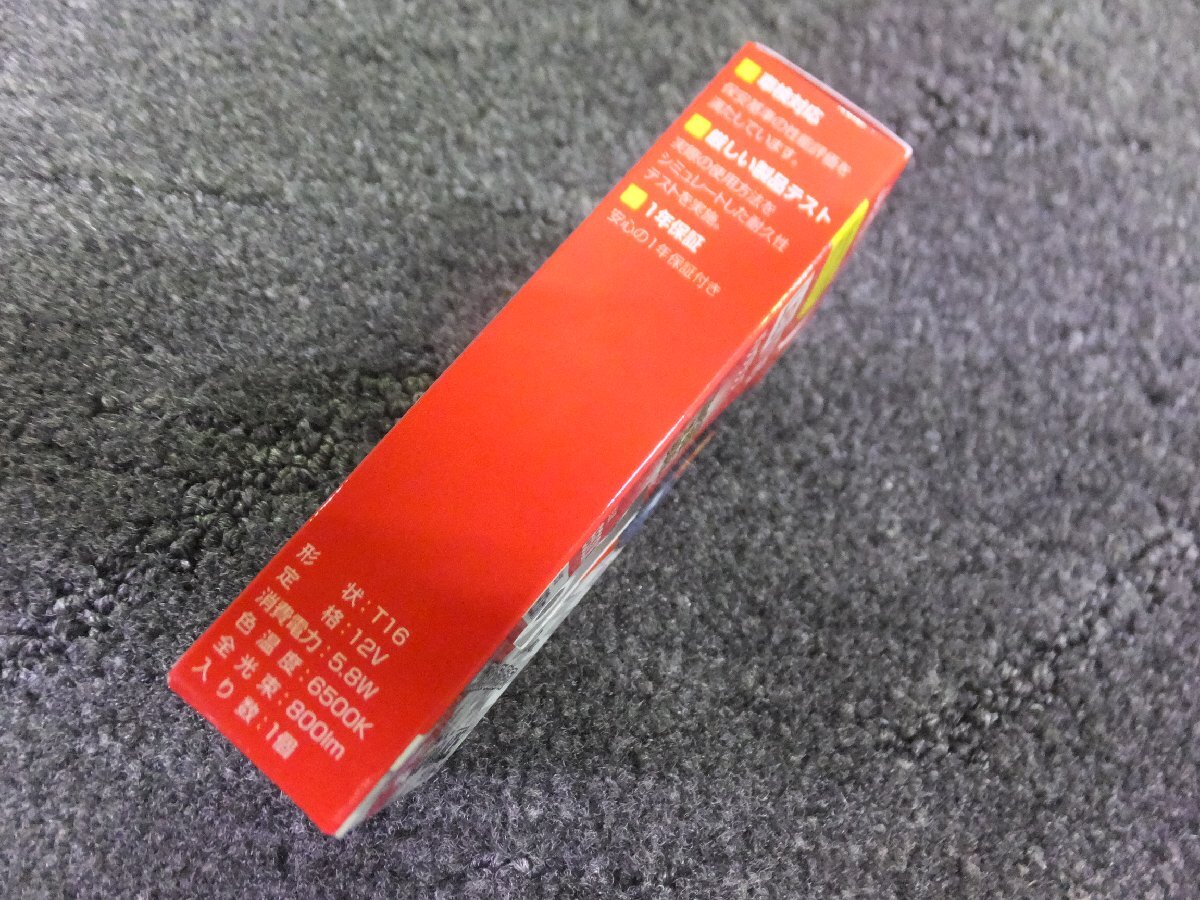 車検対応
保安基準の性能評価を
満たしています。
厳しい製品テスト
実際の使用方法を
シミュレートした耐久性
テストを実施。
1年保証
安心の1年保証付き
形状:T16
定格:12V
消費電力:5.8W
色温度:6500K
全光束:800lm
入り数:1個